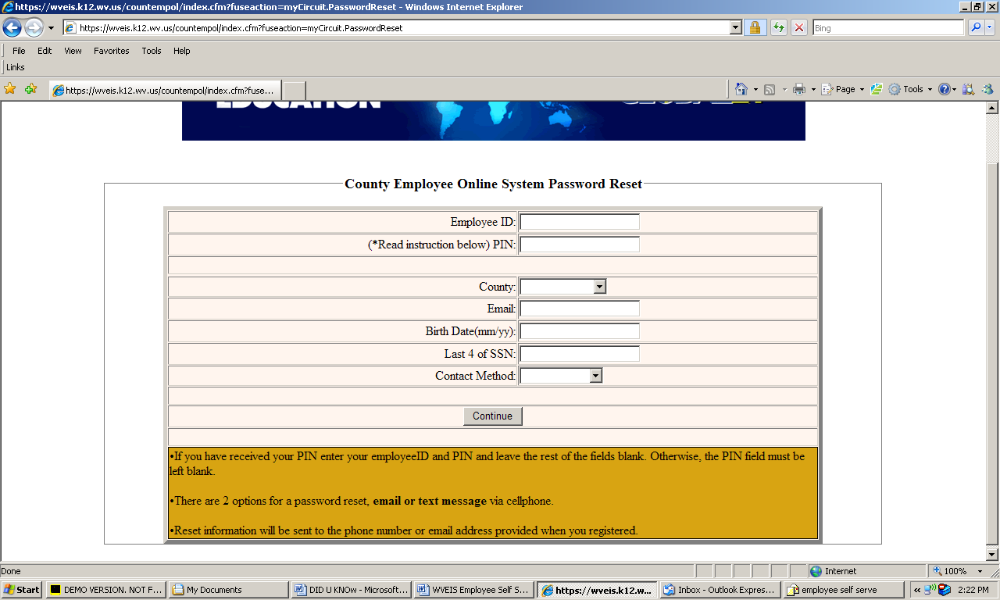 https://wveis.k12.wv.us/countempol/index.cfm?fuseaction=myCircuit.PasswordReset - Windows Internet Explorer
https://wveis.k12.wv.us/countempol/index.cfm?fuseaction=myCircuit.PasswordReset
Bing
File Edit View Favorites Tools Help
Links
https://wveis.k12.wv.us/countempol/index.cfm?fuse...
Page Tools
EDUCATION
County Employee Online System Password Reset
Employee ID:
(*Read instruction below) PIN:
County:
Email:
Birth Date(mm/yy):
Last 4 of SSN:
Contact Method:
Continue
•If you have received your PIN enter your employeeID and PIN and leave the rest of the fields blank. Otherwise, the PIN field must be
left blank.
•There are 2 options for a password reset, email or text message via cellphone.
•Reset information will be sent to the phone number or email address provided when you registered.
Done Internet 100%
Start DEMO VERSION. NOT F... My Documents DID U KNow - Microsoft... WVEIS Employee Self S... https://wveis.k12.w... Inbox - Outlook Expres... employee self serve « 2:22 PM